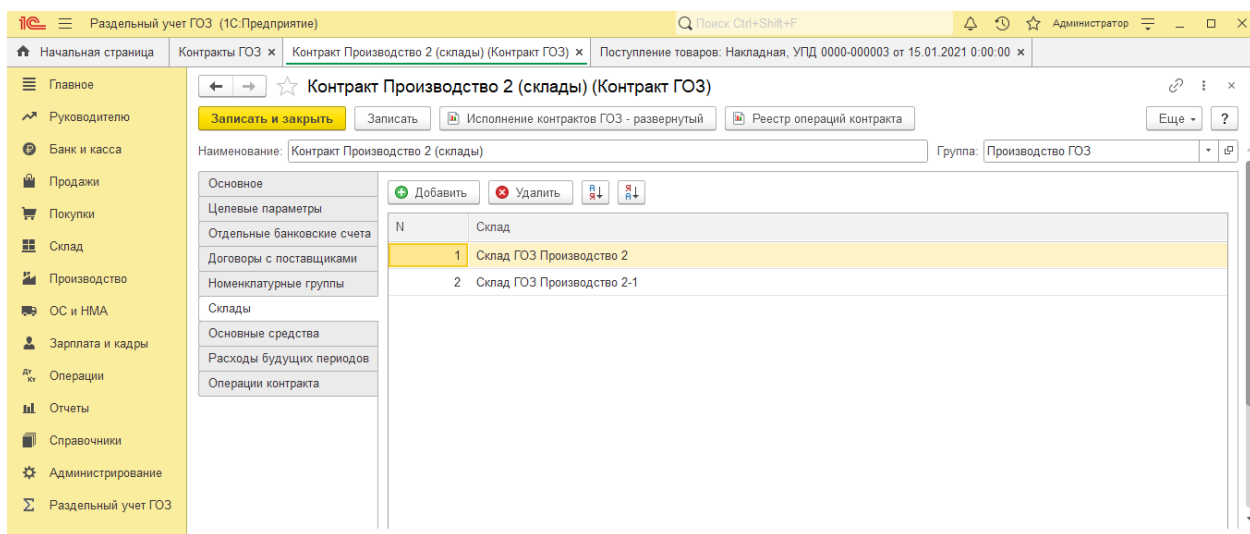 Раздельный учет ГОЗ (1С:Предприятие)
Поиск Ctrl+Shift+F
Администратор
Начальная страница
Контракты ГОЗ ×
Контракт Производство 2 (склады) (Контракт ГОЗ) ×
Поступление товаров: Накладная, УПД 0000-000003 от 15.01.2021 0:00:00 ×
Главное
Руководителю
Банк и касса
Продажи
Покупки
Склад
Производство
ОС и НМА
Зарплата и кадры
Дт Кт Операции
Отчеты
Справочники
Администрирование
Раздельный учет ГОЗ
Контракт Производство 2 (склады) (Контракт ГОЗ)
Записать и закрыть
Записать
Исполнение контрактов ГОЗ - развернутый
Реестр операций контракта
Еще
?
Наименование: Контракт Производство 2 (склады)
Группа: Производство ГОЗ
Основное
Целевые параметры
Отдельные банковские счета
Договоры с поставщиками
Номенклатурные группы
Склады
Основные средства
Расходы будущих периодов
Операции контракта
Добавить
Удалить
N Склад
1 Склад ГОЗ Производство 2
2 Склад ГОЗ Производство 2-1